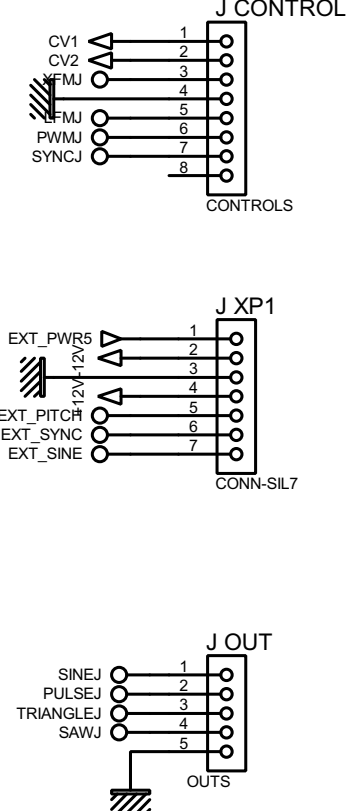 J CONTROL
CV1 1
CV2 2
XFMJ 3
4
LFMJ 5
PWMJ 6
SYNCJ 7
8
CONTROLS
J XP1
EXT_PWR5 1
-12V 2
3
+12V 4
EXT_PITCH 5
EXT_SYNC 6
EXT_SINE 7
CONN-SIL7
J OUT
SINEJ 1
PULSEJ 2
TRIANGLEJ 3
SAWJ 4
5
OUTS